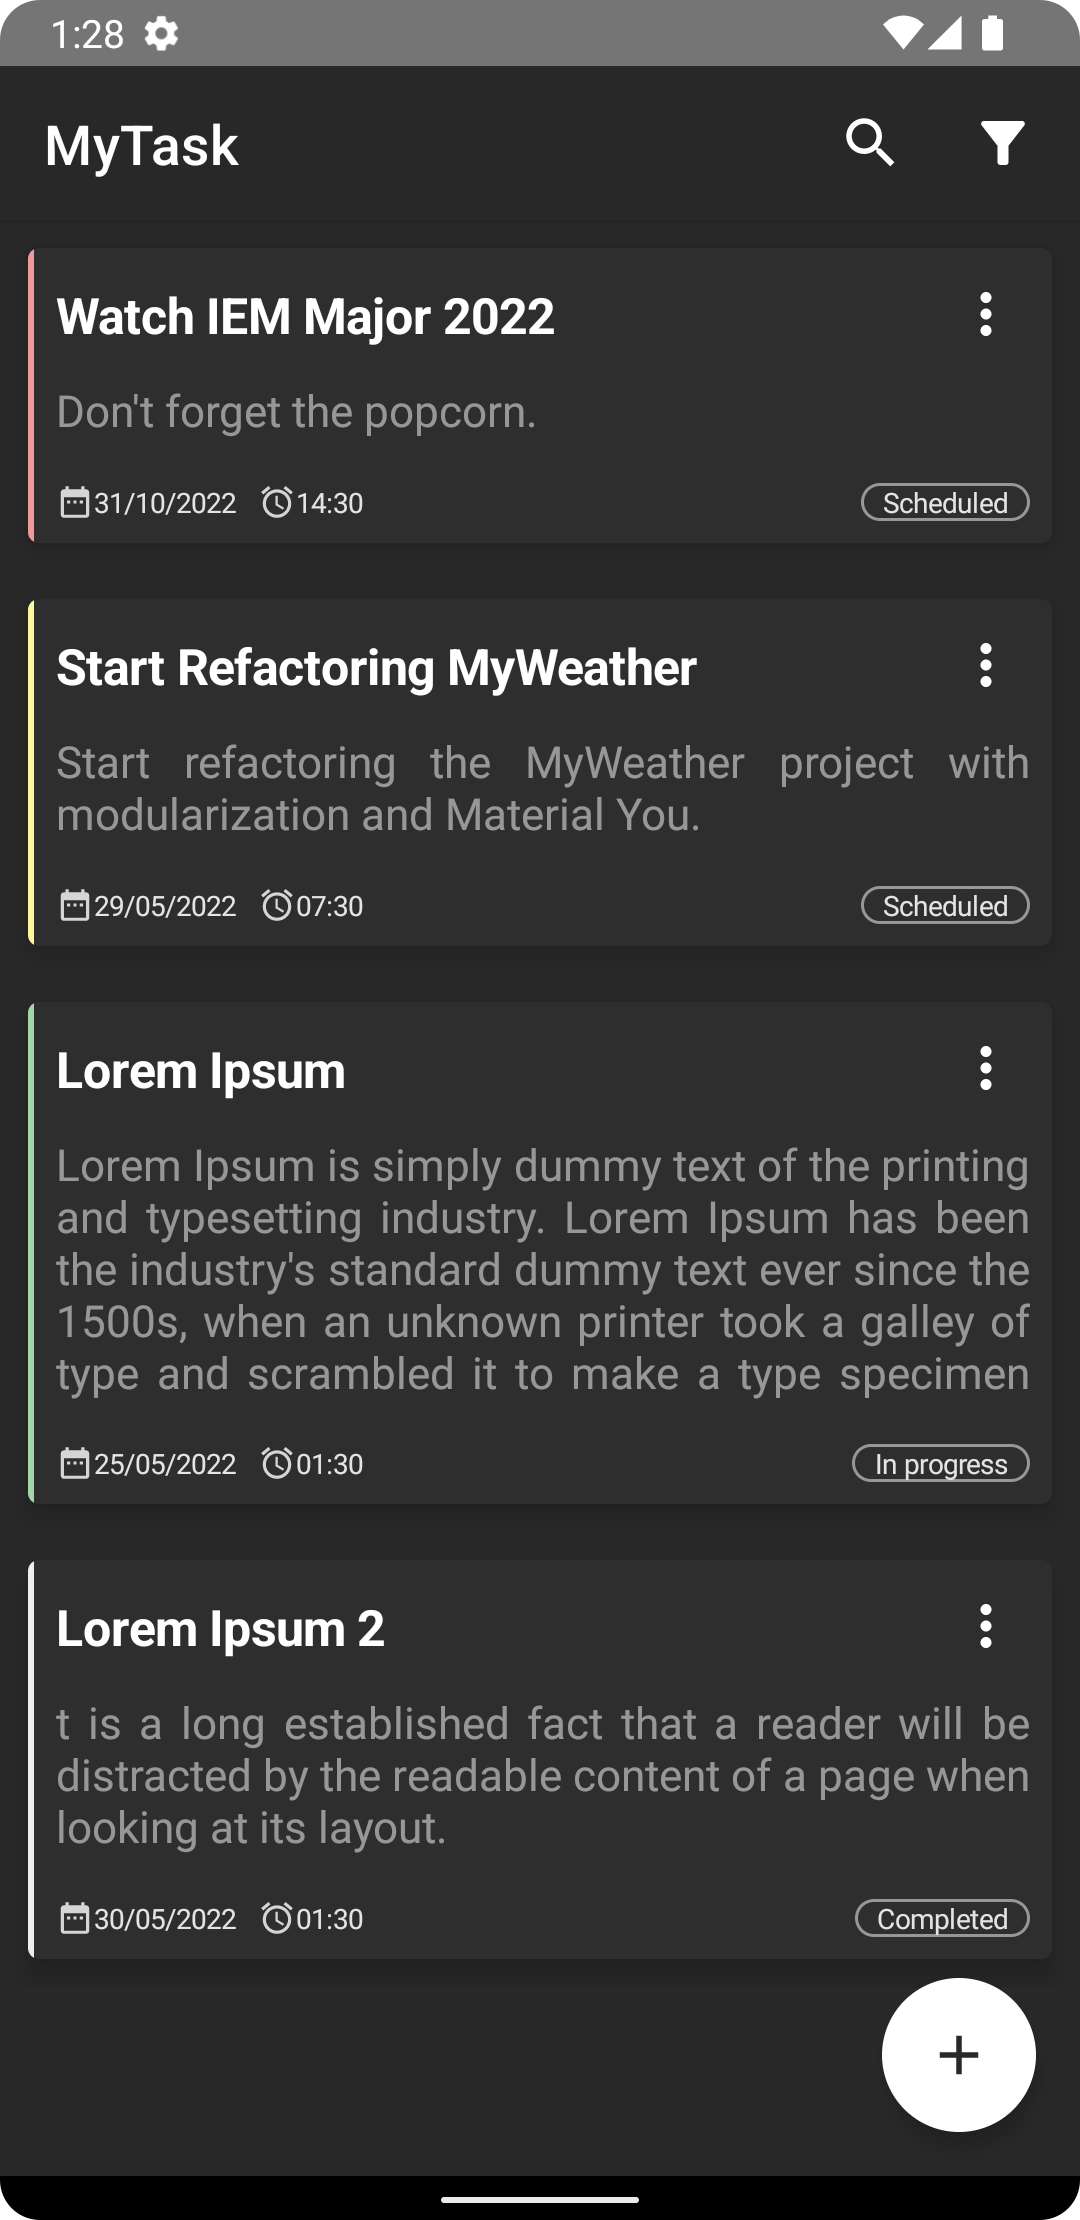 1:28
MyTask
Watch IEM Major 2022
Don't forget the popcorn.
31/10/2022 14:30 Scheduled
Start Refactoring MyWeather
Start refactoring the MyWeather project with
modularization and Material You.
29/05/2022 07:30 Scheduled
Lorem Ipsum
Lorem Ipsum is simply dummy text of the printing
and typesetting industry. Lorem Ipsum has been
the industry's standard dummy text ever since the
1500s, when an unknown printer took a galley of
type and scrambled it to make a type specimen
25/05/2022 01:30 In progress
Lorem Ipsum 2
t is a long established fact that a reader will be
distracted by the readable content of a page when
looking at its layout.
30/05/2022 01:30 Completed